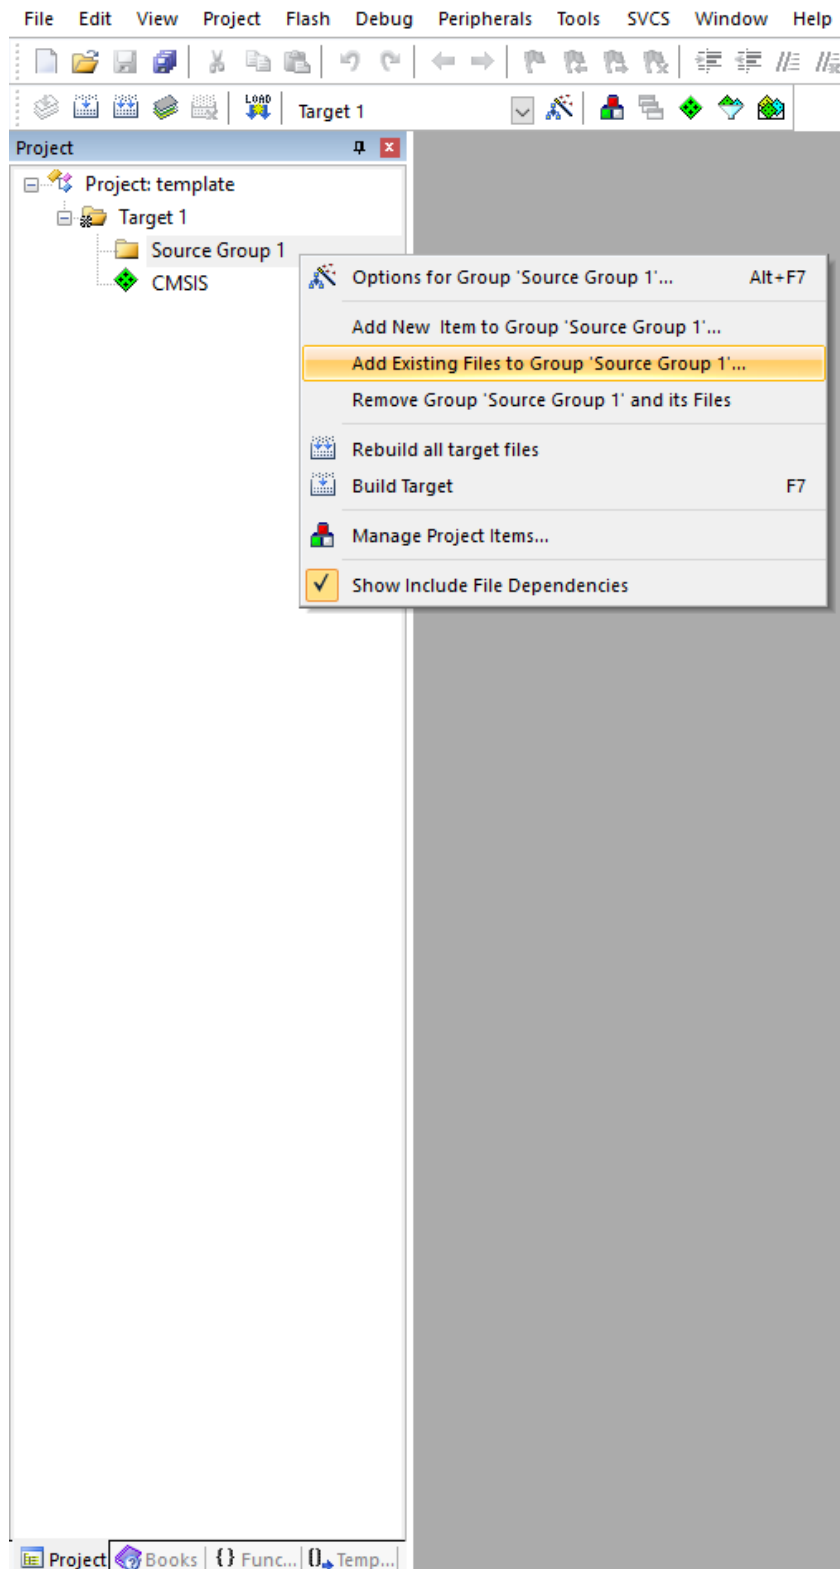 File Edit View Project Flash Debug Peripherals Tools SVCS Window Help
LOAD Target 1
Project
Project: template
Target 1
Source Group 1
CMSIS
Options for Group 'Source Group 1'... Alt+F7
Add New  Item to Group 'Source Group 1'...
Add Existing Files to Group 'Source Group 1'...
Remove Group 'Source Group 1' and its Files
Rebuild all target files
Build Target F7
Manage Project Items...
Show Include File Dependencies
Project Books {} Func... 0 Temp...